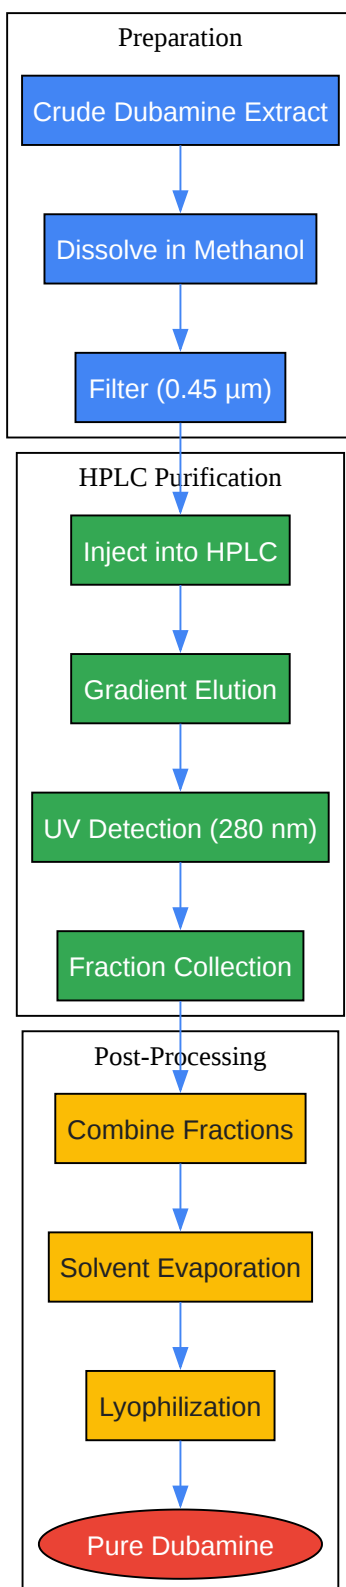 Preparation
Crude Dubamine Extract
Dissolve in Methanol
Filter (0.45 µm)
HPLC Purification
Inject into HPLC
Gradient Elution
UV Detection (280 nm)
Fraction Collection
Post-Processing
Combine Fractions
Solvent Evaporation
Lyophilization
Pure Dubamine